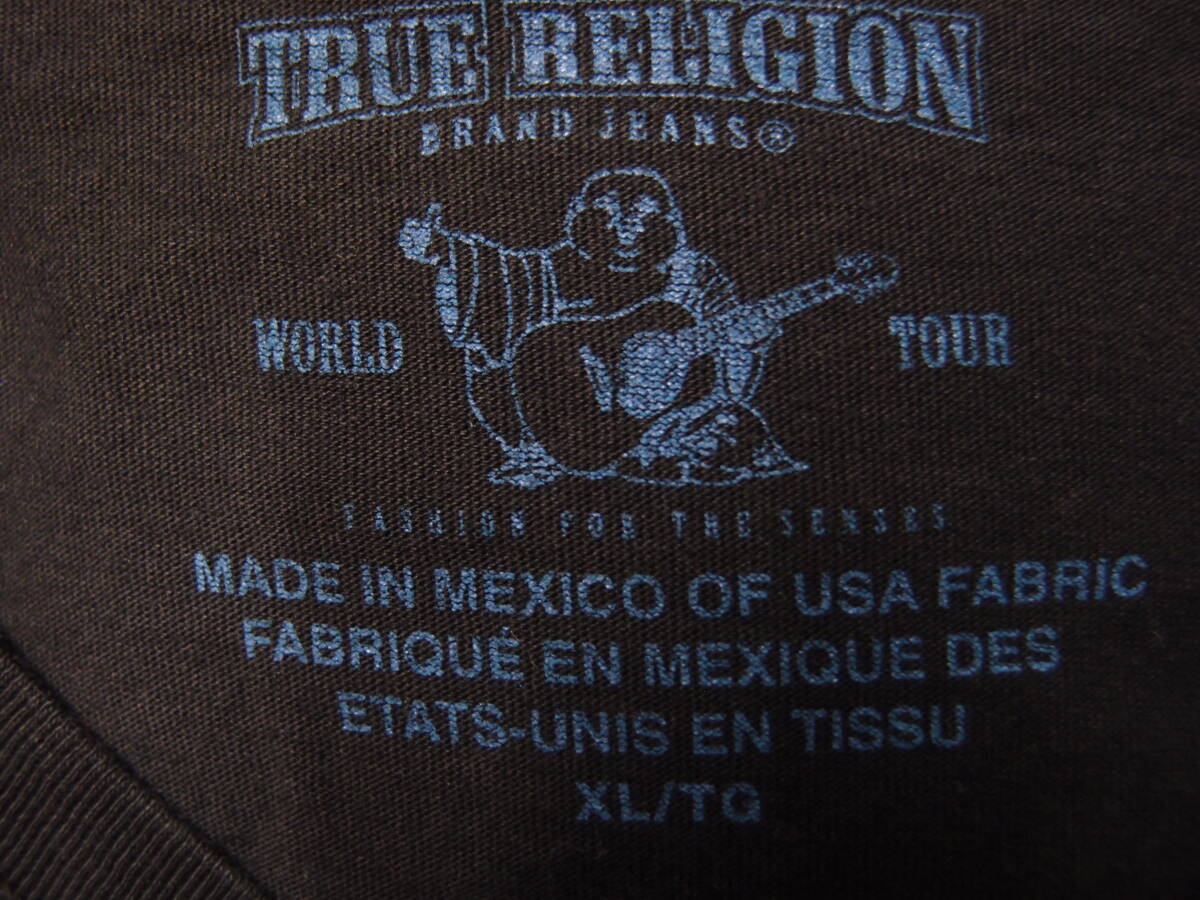 TRUE RELIGION
BRAND JEANS®
WORLD TOUR
FASHION FOR THE SENSES
MADE IN MEXICO OF USA FABRIC
FABRIQUÉ EN MEXIQUE DES
ETATS-UNIS EN TISSU
XL/TG